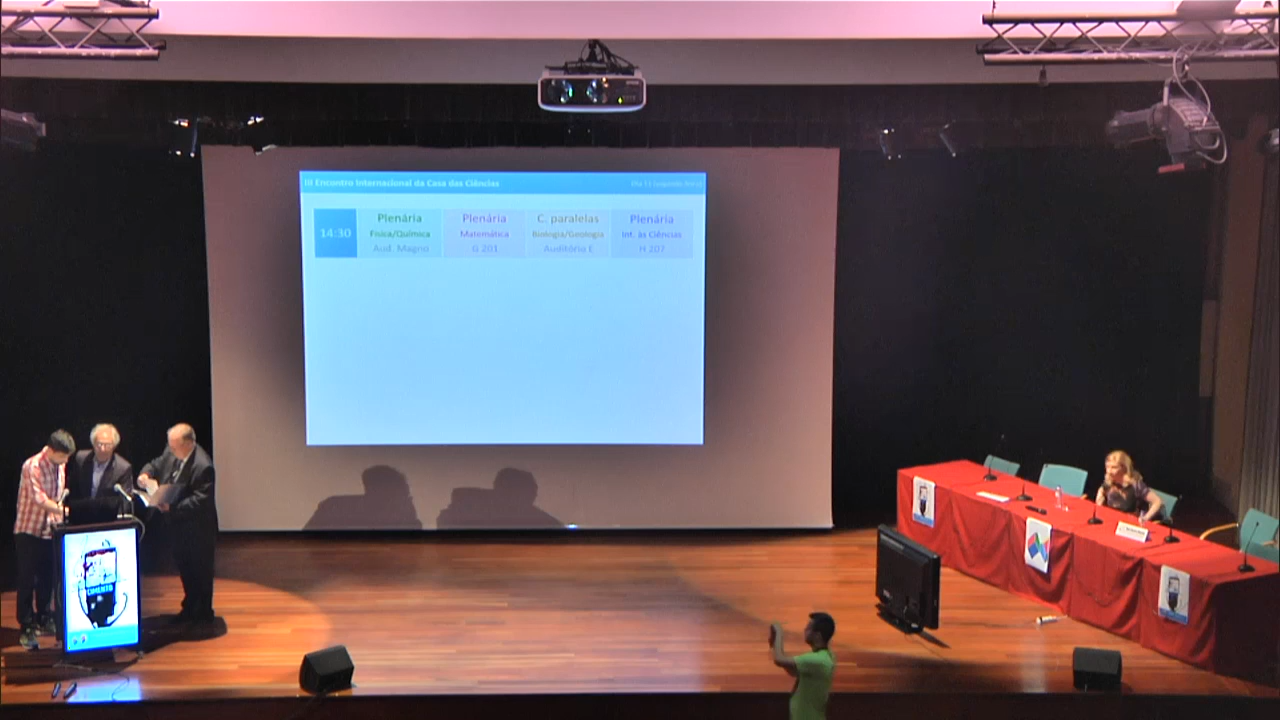 III Encontro Internacional da Casa das Ciências
14:30
Plenária
Física/Química
Aud. Magno
Plenária
Matemática
G 201
C. paralelas
Biologia/Geologia
Auditório E
Plenária
Int. às Ciências
H 207